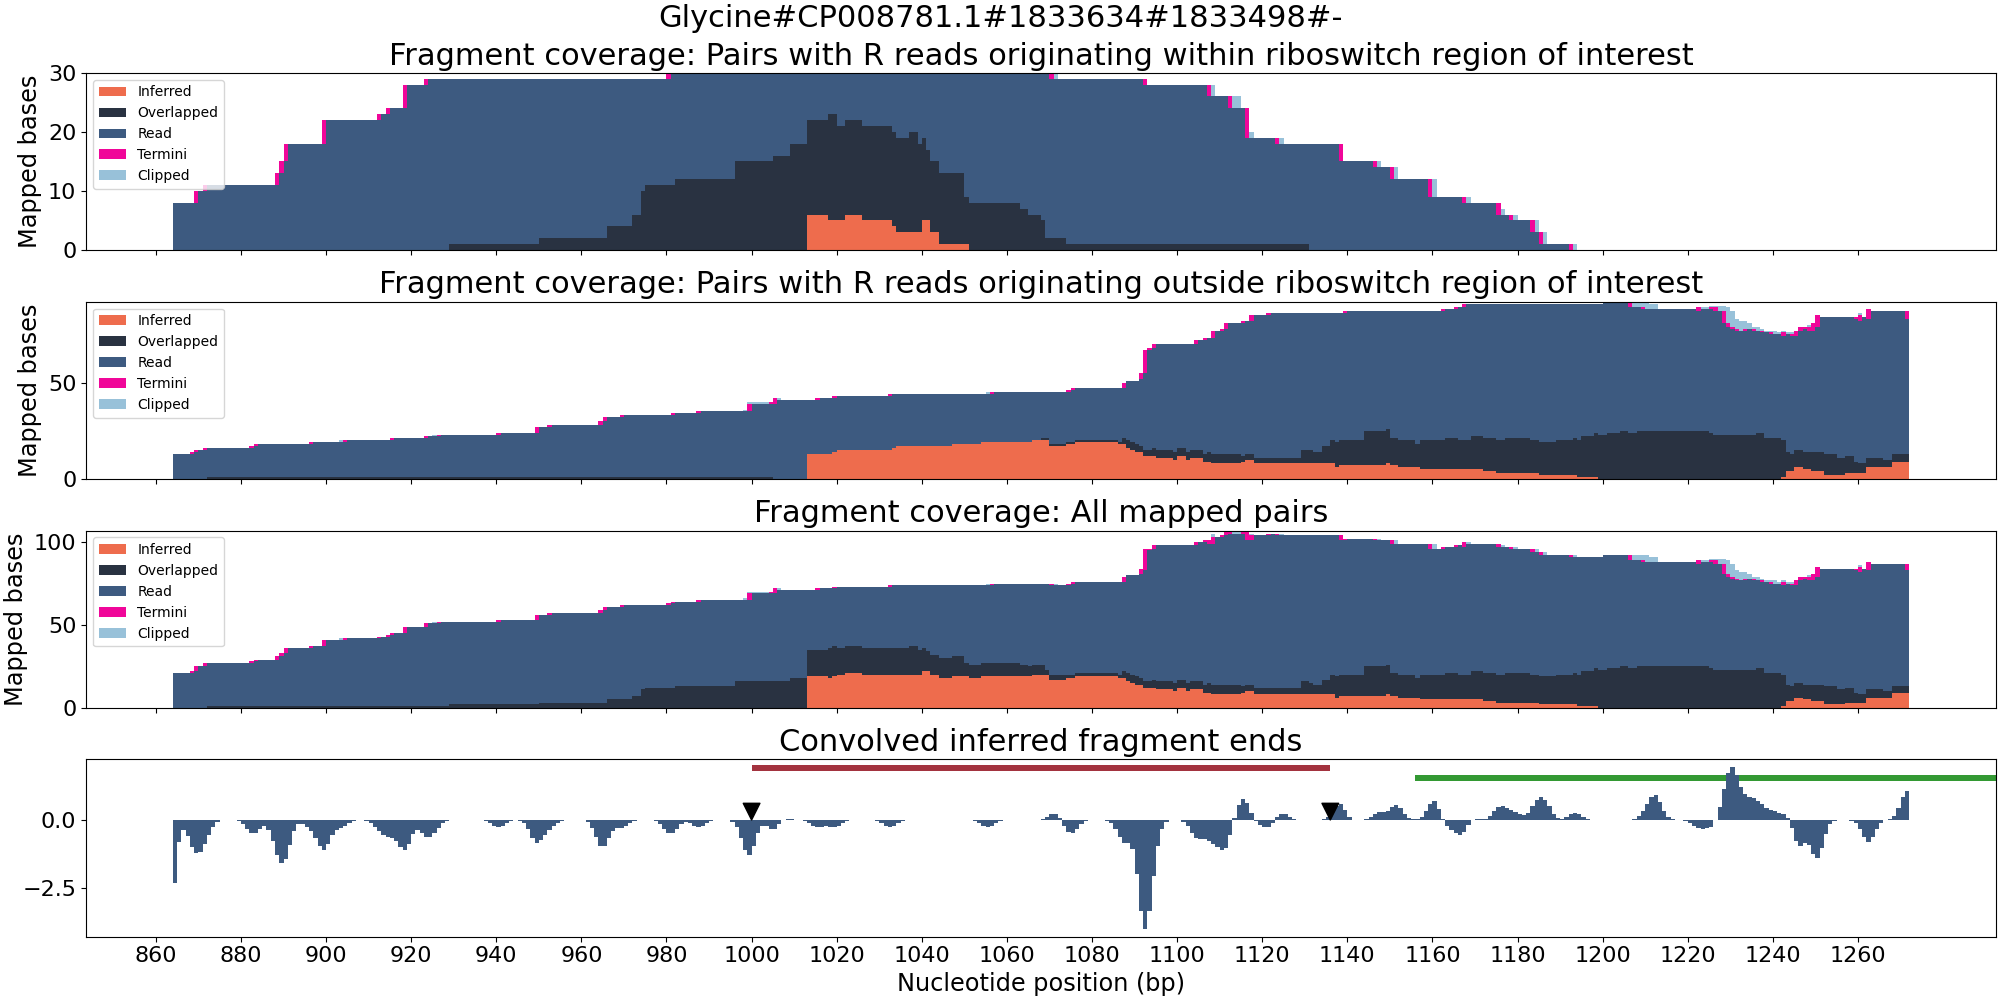 Glycine#CP008781.1#1833634#1833498#-
Fragment coverage: Pairs with R reads originating within riboswitch region of interest
Mapped bases
30
20
10
0
Inferred
Overlapped
Read
Termini
Clipped
Fragment coverage: Pairs with R reads originating outside riboswitch region of interest
Mapped bases
50
0
Inferred
Overlapped
Read
Termini
Clipped
Fragment coverage: All mapped pairs
Mapped bases
100
50
0
Inferred
Overlapped
Read
Termini
Clipped
Convolved inferred fragment ends
0.0
−2.5
860 880 900 920 940 960 980 1000 1020 1040 1060 1080 1100 1120 1140 1160 1180 1200 1220 1240 1260
Nucleotide position (bp)